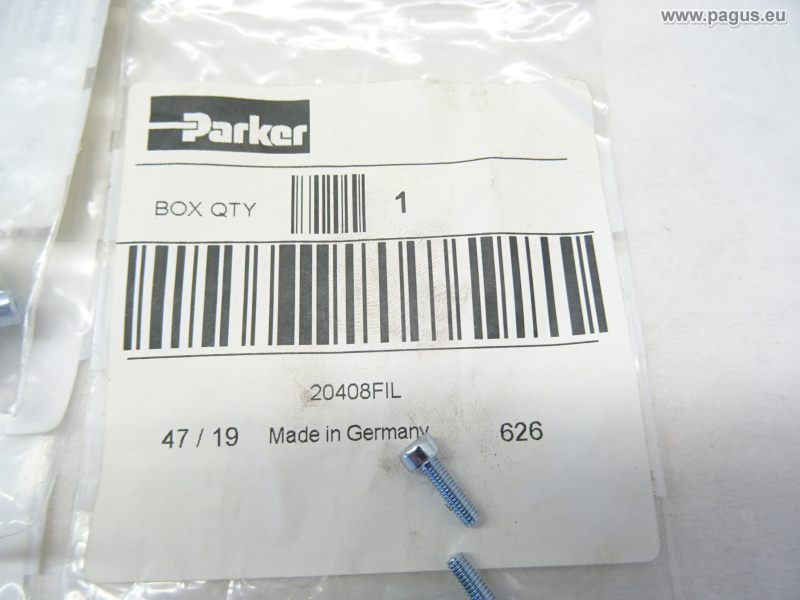 www.pagus.eu
Parker
BOX QTY 1
20408FIL
47 / 19 Made in Germany 626